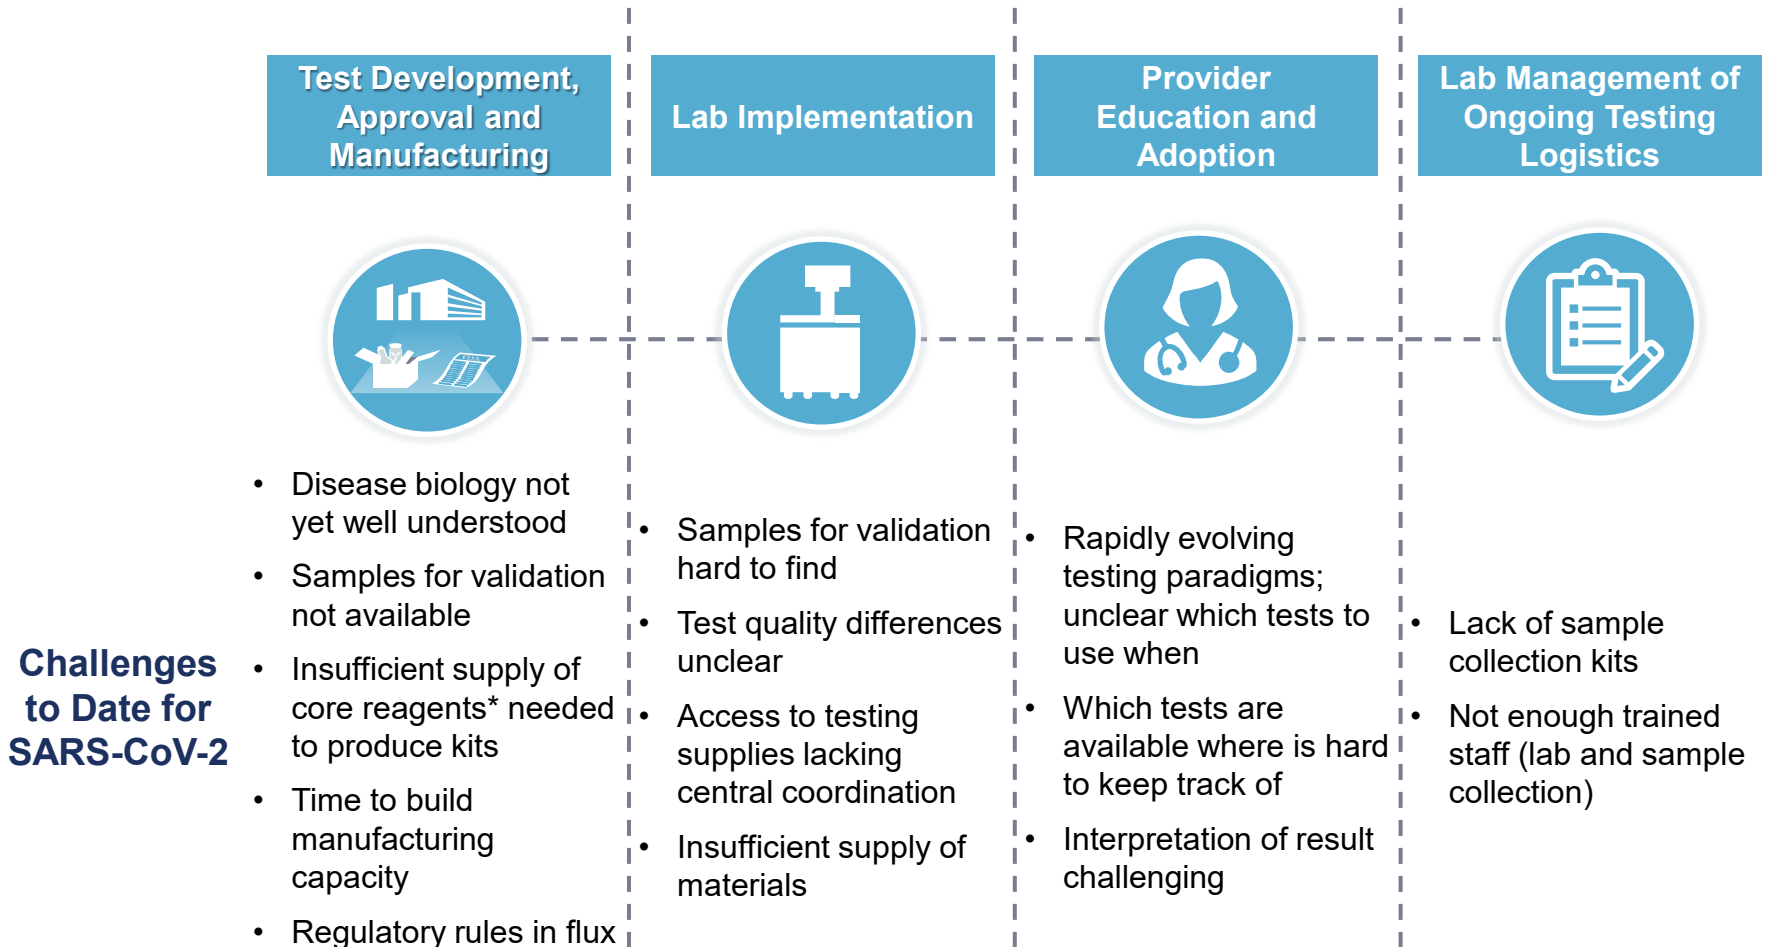 Test Development,
Approval and
Manufacturing
Lab Implementation
Provider
Education and
Adoption
Lab Management of
Ongoing Testing
Logistics
Challenges
to Date for
SARS-CoV-2
• Disease biology not
yet well understood
• Samples for validation
not available
• Insufficient supply of
core reagents* needed
to produce kits
• Time to build
manufacturing
capacity
• Regulatory rules in flux
• Samples for validation
hard to find
• Test quality differences
unclear
• Access to testing
supplies lacking
central coordination
• Insufficient supply of
materials
• Rapidly evolving
testing paradigms;
unclear which tests to
use when
• Which tests are
available where is hard
to keep track of
• Interpretation of result
challenging
• Lack of sample
collection kits
• Not enough trained
staff (lab and sample
collection)